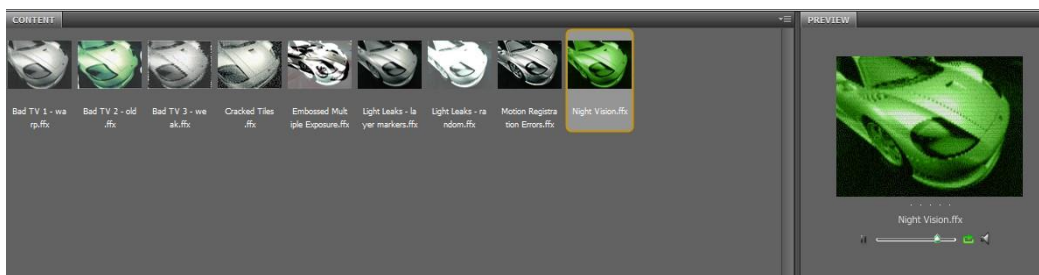 CONTENT
PREVIEW
Bad TV 1 - wa
rp.ffx
Bad TV 2 - old
.ffx
Bad TV 3 - we
ak.ffx
Cracked Tiles
.ffx
Embossed Mult
iple Exposure.ffx
Light Leaks - la
yer markers.ffx
Light Leaks - ra
ndom.ffx
Motion Registra
tion Errors.ffx
Night Vision.ffx
Night Vision.ffx